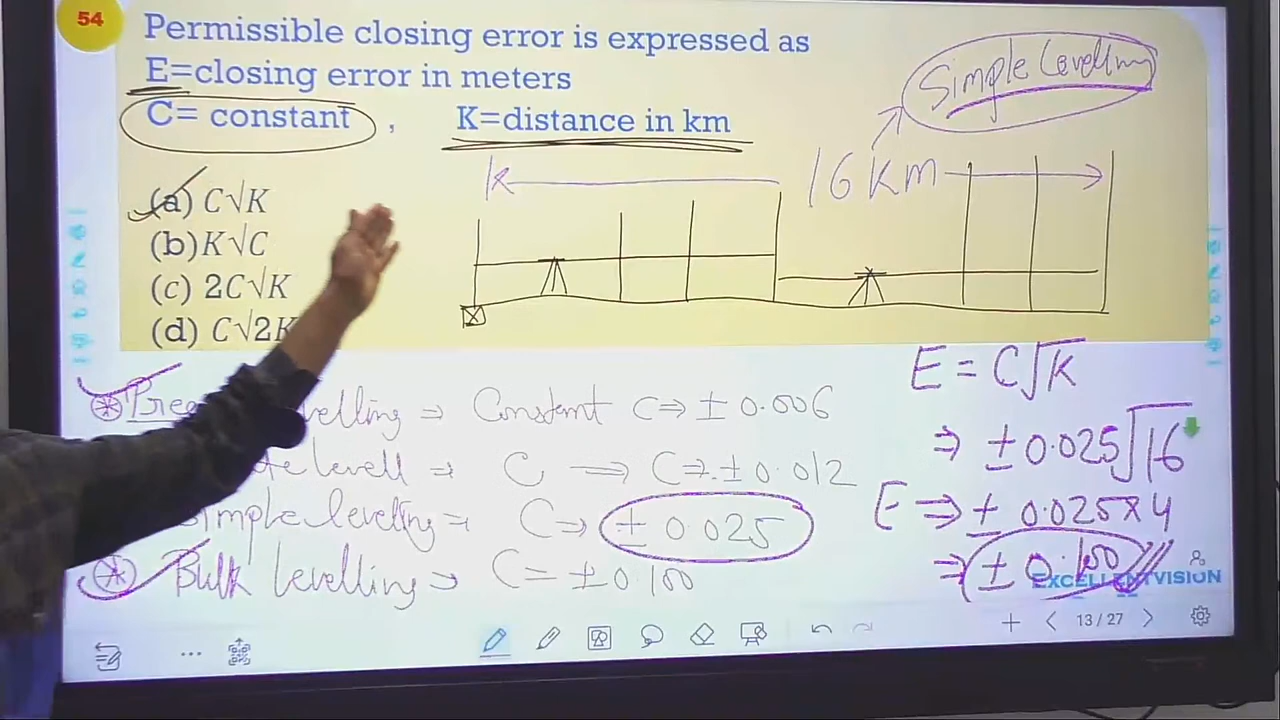 54
Permissible closing error is expressed as
E=closing error in meters
C= constant , K=distance in km
Simple Levelling
K 16 Km
(a) C√K
(b) K√C
(c) 2C√K
(d) C√2K
E = C√K
Levelling ⇒ Constant C ⇒ ± 0.006
⇒ ± 0.025√16
levell ⇒ C → C ⇒ ± 0.012
Simple leveling = C ⇒ ± 0.025
E ⇒ ± 0.025×4
Bulk Levelling ⇒ C = ± 0.100
⇒ ± 0.100
EXCELLENTVISION
13 / 27